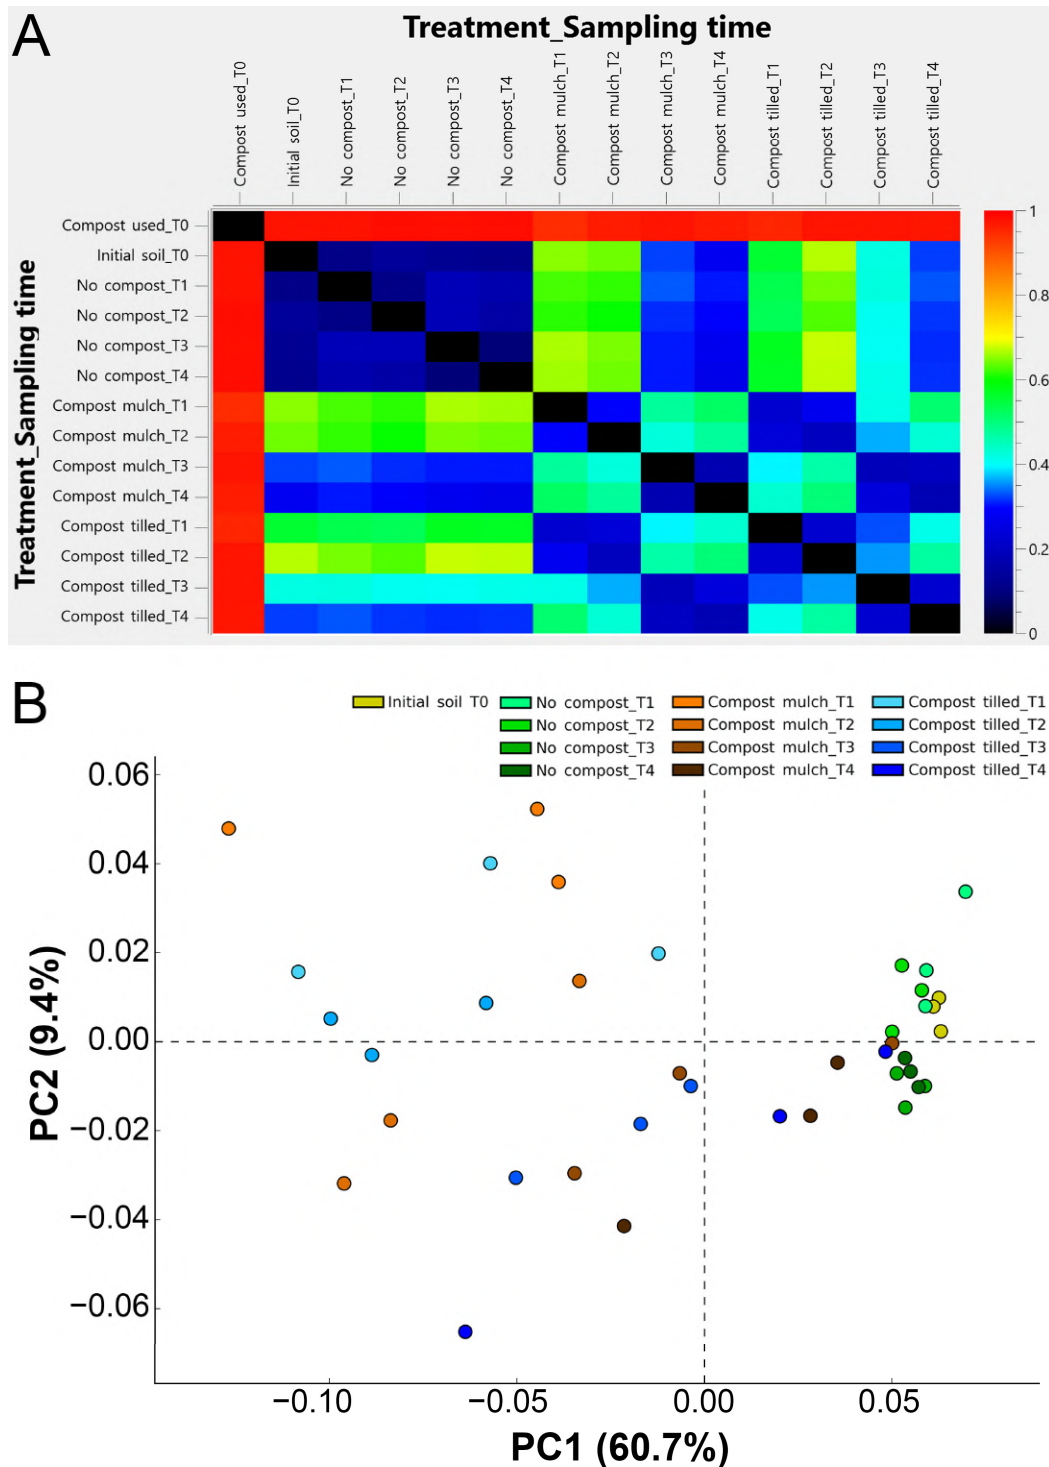 A
Treatment_Sampling time
Compost used_T0
Initial soil_T0
No compost_T1
No compost_T2
No compost_T3
No compost_T4
Compost mulch_T1
Compost mulch_T2
Compost mulch_T3
Compost mulch_T4
Compost tilled_T1
Compost tilled_T2
Compost tilled_T3
Compost tilled_T4
Treatment_Sampling time
Compost used_T0
Initial soil_T0
No compost_T1
No compost_T2
No compost_T3
No compost_T4
Compost mulch_T1
Compost mulch_T2
Compost mulch_T3
Compost mulch_T4
Compost tilled_T1
Compost tilled_T2
Compost tilled_T3
Compost tilled_T4
1
0.8
0.6
0.4
0.2
0
B
Initial soil T0
No compost_T1
No compost_T2
No compost_T3
No compost_T4
Compost mulch_T1
Compost mulch_T2
Compost mulch_T3
Compost mulch_T4
Compost tilled_T1
Compost tilled_T2
Compost tilled_T3
Compost tilled_T4
PC2 (9.4%)
0.06
0.04
0.02
0.00
−0.02
−0.04
−0.06
−0.10
−0.05
0.00
0.05
PC1 (60.7%)